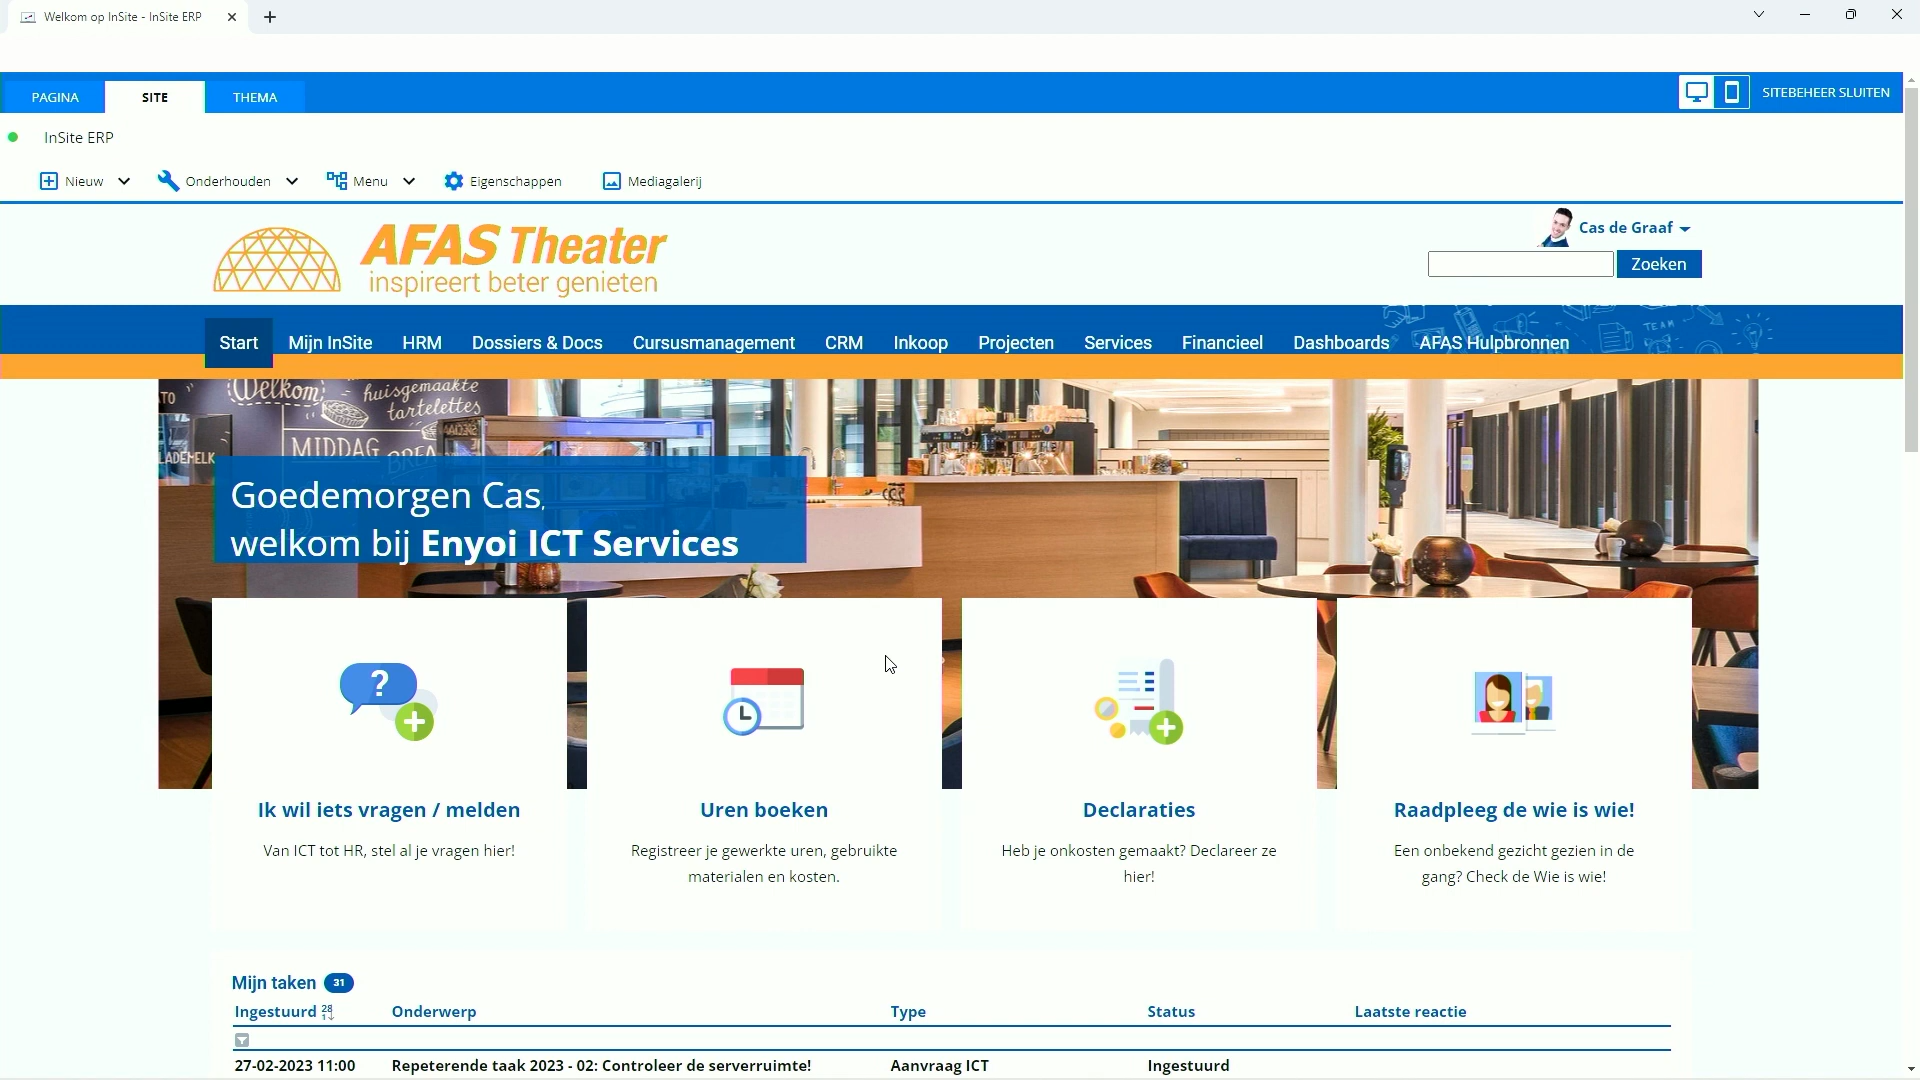 Welkom op InSite - InSite ERP
PAGINA
SITE
THEMA
SITEBEHEER SLUITEN
InSite ERP
Nieuw
Onderhouden
Menu
Eigenschappen
Mediagalerij
AFAS Theater
inspireert beter genieten
Cas de Graaf
Zoeken
TEAM
Start
Mijn InSite
HRM
Dossiers & Docs
Cursusmanagement
CRM
Inkoop
Projecten
Services
Financieel
Dashboards
AFAS Hulpbronnen
Welkom
huisgemaakte
tartelettes
MIDDAG
Goedemorgen Cas,
welkom bij Enyoi ICT Services
?
Ik wil iets vragen / melden
Van ICT tot HR, stel al je vragen hier!
Uren boeken
Registreer je gewerkte uren, gebruikte
materialen en kosten.
Declaraties
Heb je onkosten gemaakt? Declareer ze
hier!
Raadpleeg de wie is wie!
Een onbekend gezicht gezien in de
gang? Check de Wie is wie!
Mijn taken 31
Ingestuurd
Onderwerp
Type
Status
Laatste reactie
27-02-2023 11:00
Repeterende taak 2023 - 02: Controleer de serverruimte!
Aanvraag ICT
Ingestuurd